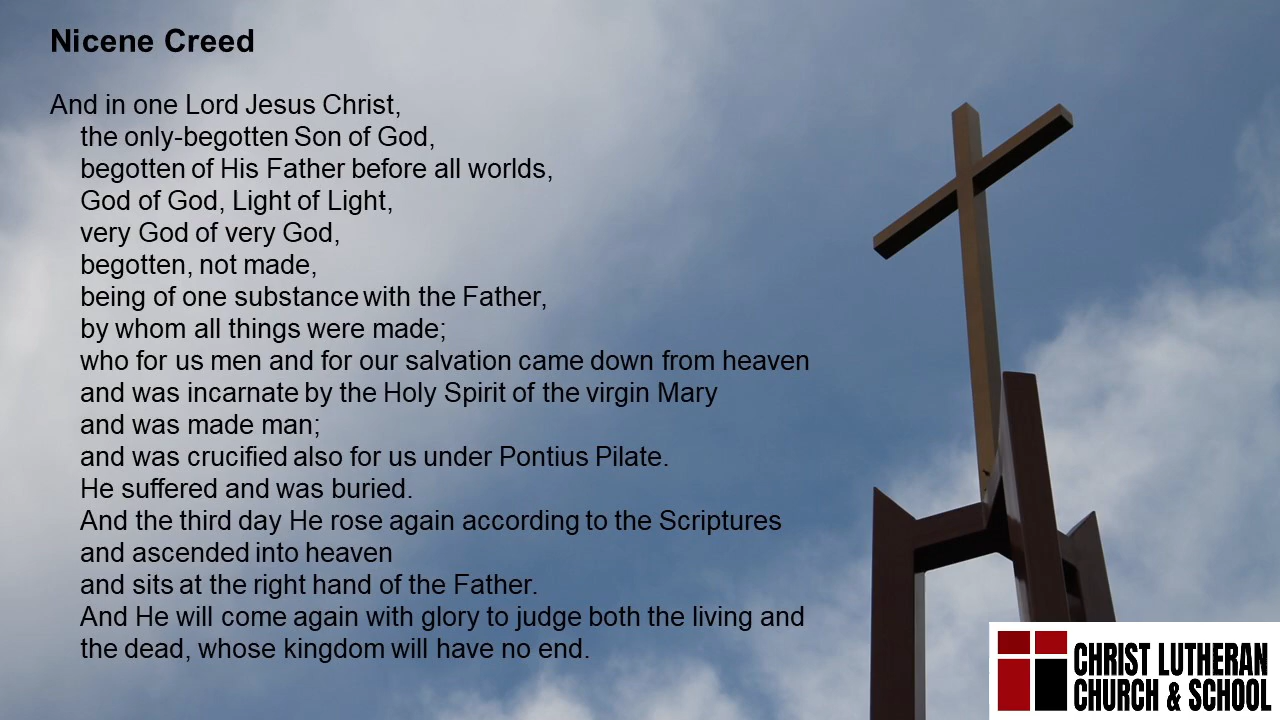 Nicene Creed
And in one Lord Jesus Christ,
the only-begotten Son of God,
begotten of His Father before all worlds,
God of God, Light of Light,
very God of very God,
begotten, not made,
being of one substance with the Father,
by whom all things were made;
who for us men and for our salvation came down from heaven
and was incarnate by the Holy Spirit of the virgin Mary
and was made man;
and was crucified also for us under Pontius Pilate.
He suffered and was buried.
And the third day He rose again according to the Scriptures
and ascended into heaven
and sits at the right hand of the Father.
And He will come again with glory to judge both the living and
the dead, whose kingdom will have no end.
CHRIST LUTHERAN
CHURCH & SCHOOL